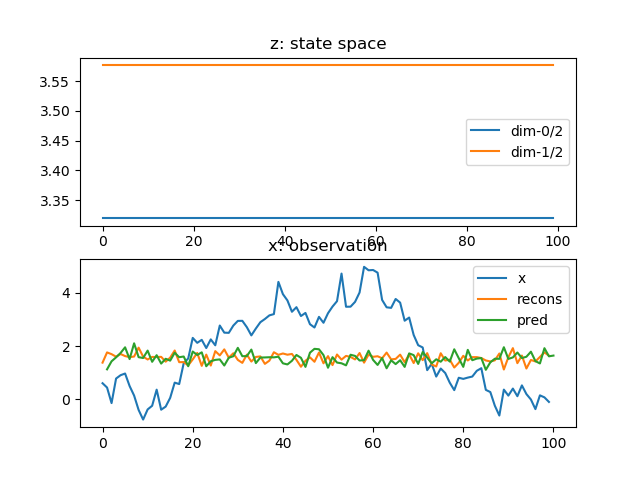 z: state space
3.55
3.50
3.45
3.40
3.35
dim-0/2
dim-1/2
0 20 40 60 80 100
x: observation
4
2
0
x
recons
pred
0 20 40 60 80 100